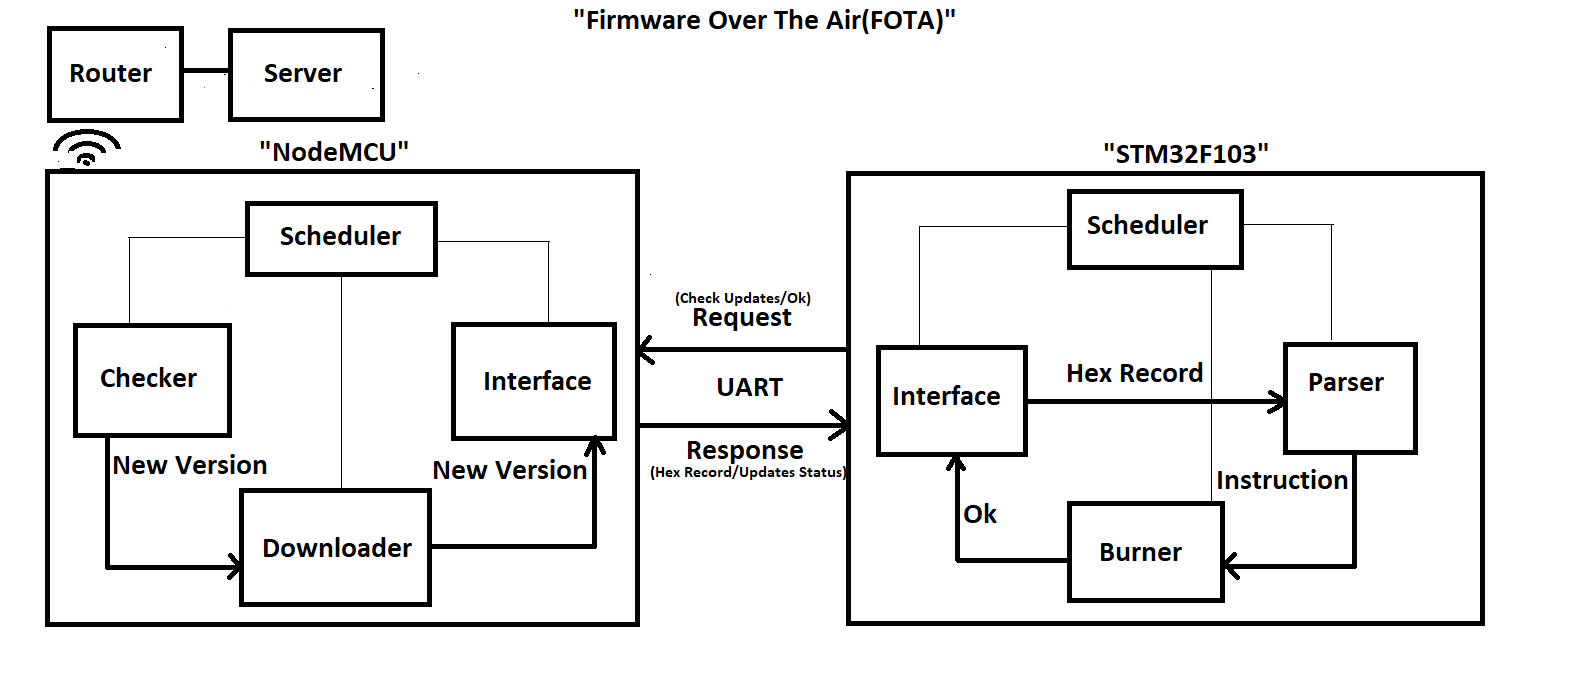 "Firmware Over The Air(FOTA)"
Router
Server
"NodeMCU"
"STM32F103"
Scheduler
Checker
Interface
New Version
New Version
Downloader
(Check Updates/Ok)
Request
UART
Response
(Hex Record/Updates Status)
Scheduler
Interface
Hex Record
Parser
Instruction
Ok
Burner